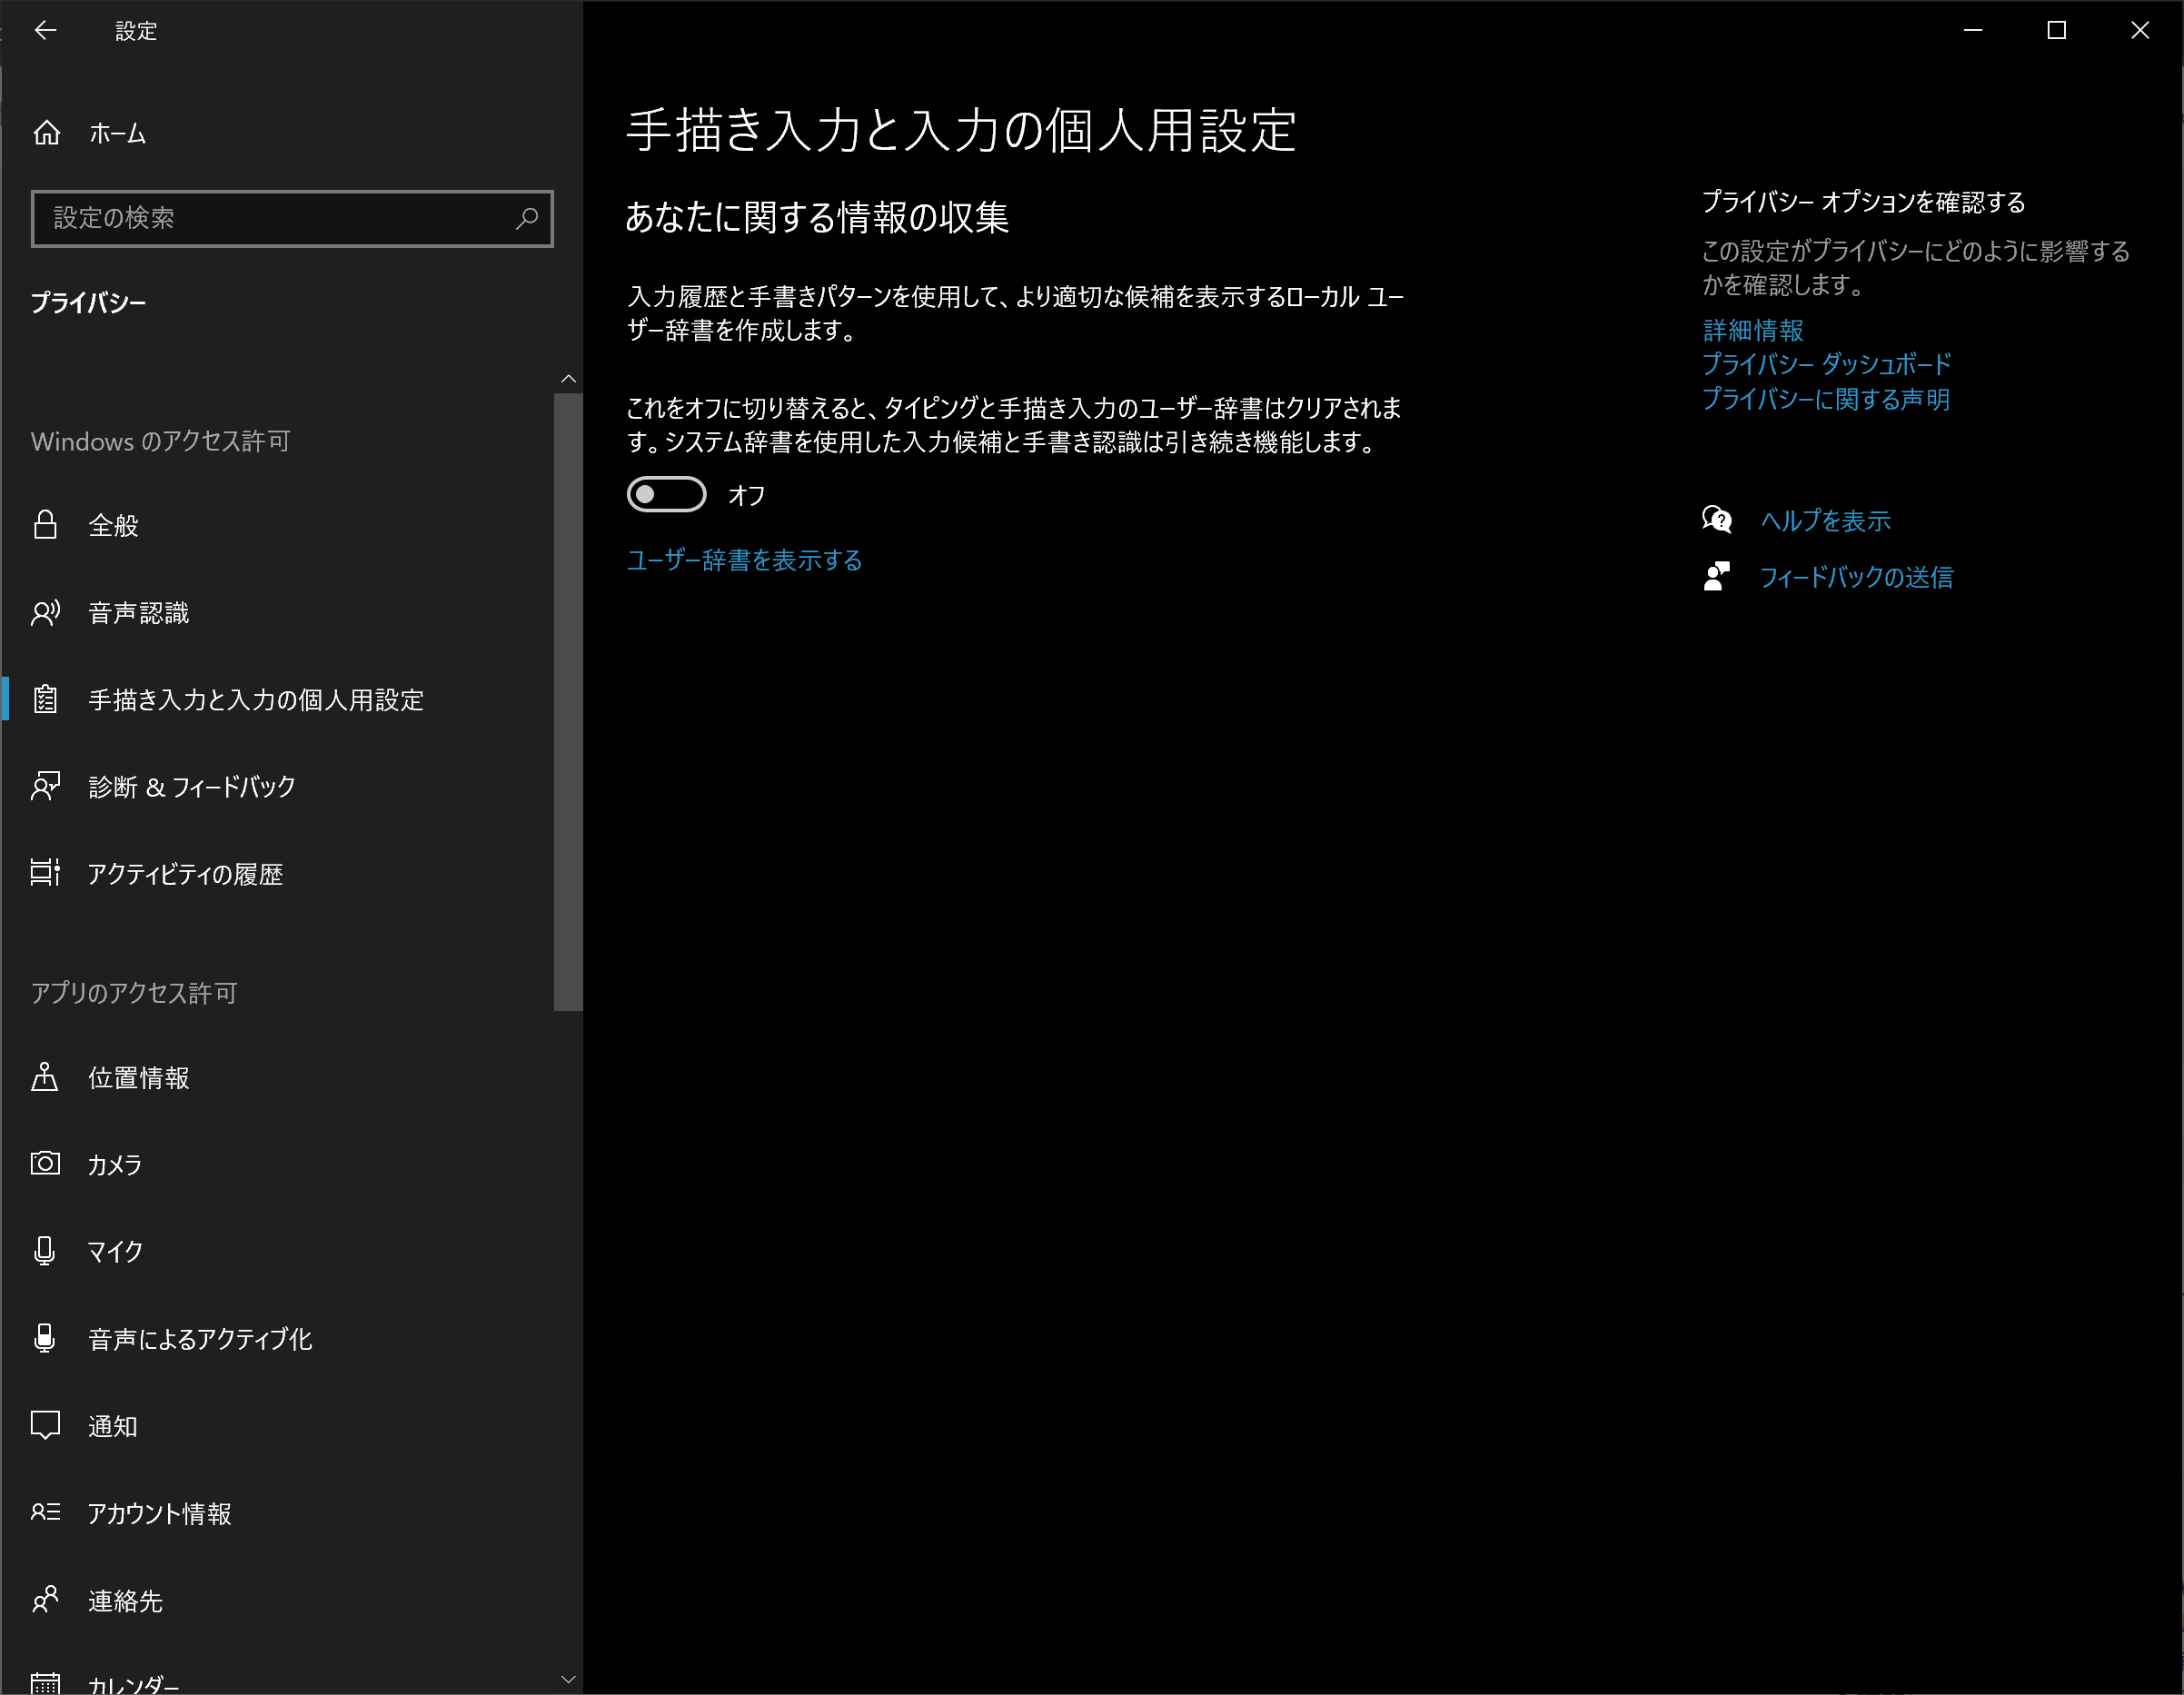 設定
ホーム
設定の検索
プライバシー
Windows のアクセス許可
全般
音声認識
手描き入力と入力の個人用設定
診断 & フィードバック
アクティビティの履歴
アプリのアクセス許可
位置情報
カメラ
マイク
音声によるアクティブ化
通知
アカウント情報
連絡先
カレンダー
手描き入力と入力の個人用設定
あなたに関する情報の収集
入力履歴と手書きパターンを使用して、より適切な候補を表示するローカル ユー
ザー辞書を作成します。
これをオフに切り替えると、タイピングと手描き入力のユーザー辞書はクリアされま
す。システム辞書を使用した入力候補と手書き認識は引き続き機能します。
オフ
ユーザー辞書を表示する
プライバシー オプションを確認する
この設定がプライバシーにどのように影響する
かを確認します。
詳細情報
プライバシー ダッシュボード
プライバシーに関する声明
ヘルプを表示
フィードバックの送信